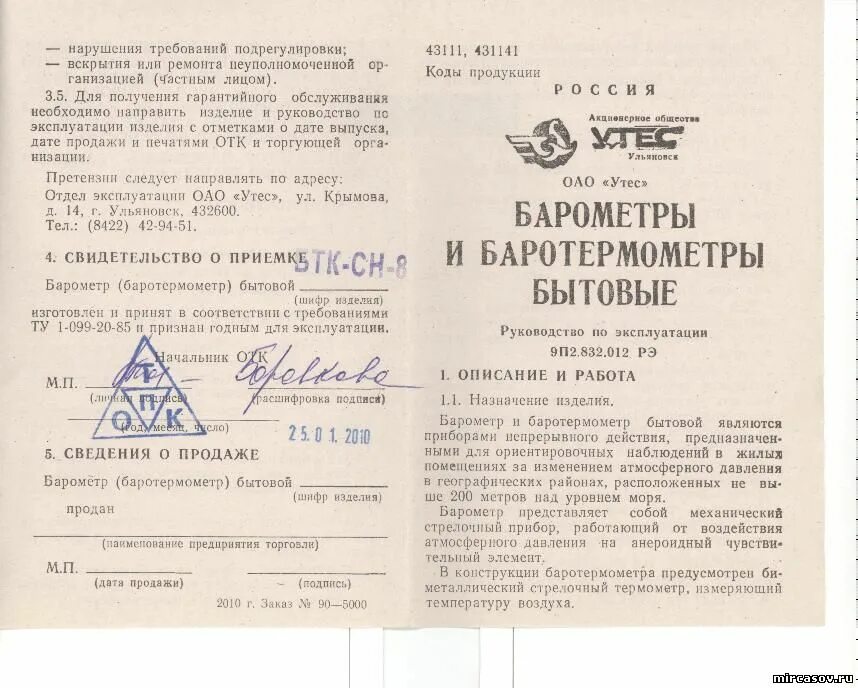 — нарушения требований подрегулировки;
— вскрытия или ремонта неуполномоченной ор-
ганизацией (частным лицом).
3.5. Для получения гарантийного обслуживания
необходимо направить изделие и руководство по
эксплуатации изделия с отметками о дате выпуска,
дате продажи и печатями ОТК и торгующей орга-
низации.
Претензии следует направлять по адресу:
Отдел эксплуатации ОАО «Утес», ул. Крымова,
д. 14, г. Ульяновск, 432600.
Тел.: (8422) 42-94-51.
4. СВИДЕТЕЛЬСТВО О ПРИЕМКЕ
БТК-СН-8
Барометр (баротермометр) бытовой
(шифр изделия)
изготовлен и принят в соответствии с требованиями
ТУ 1-099-20-85 и признан годным для эксплуатации.
Начальник ОТК
М.П.
Боровкова
(личная подпись)
(расшифровка подписи)
О Т К
П
(год, месяц, число)
25.01.2010
5. СВЕДЕНИЯ О ПРОДАЖЕ
Барометр (баротермометр) бытовой
(шифр изделия)
продан
(наименование предприятия торговли)
М.П.
(дата продажи)
(подпись)
2010 г. Заказ № 90—5000
43111, 431141
Коды продукции
РОССИЯ
Акционерное общество
УТЕС
Ульяновск
ОАО «Утес»
БАРОМЕТРЫ
И БАРОТЕРМОМЕТРЫ
БЫТОВЫЕ
Руководство по эксплуатации
9П2.832.012 РЭ
1. ОПИСАНИЕ И РАБОТА
1.1. Назначение изделия.
Барометр и баротермометр бытовой являются
приборами непрерывного действия, предназначен-
ными для ориентировочных наблюдений в жилых
помещениях за изменением атмосферного давления
в географических районах, расположенных не вы-
ше 200 метров над уровнем моря.
Барометр представляет собой механический
стрелочный прибор, работающий от воздействия
атмосферного давления на анероидный чувстви-
тельный элемент.
В конструкции баротермометра предусмотрен би-
металлический стрелочный термометр, измеряющий
температуру воздуха.
mircasov.ru